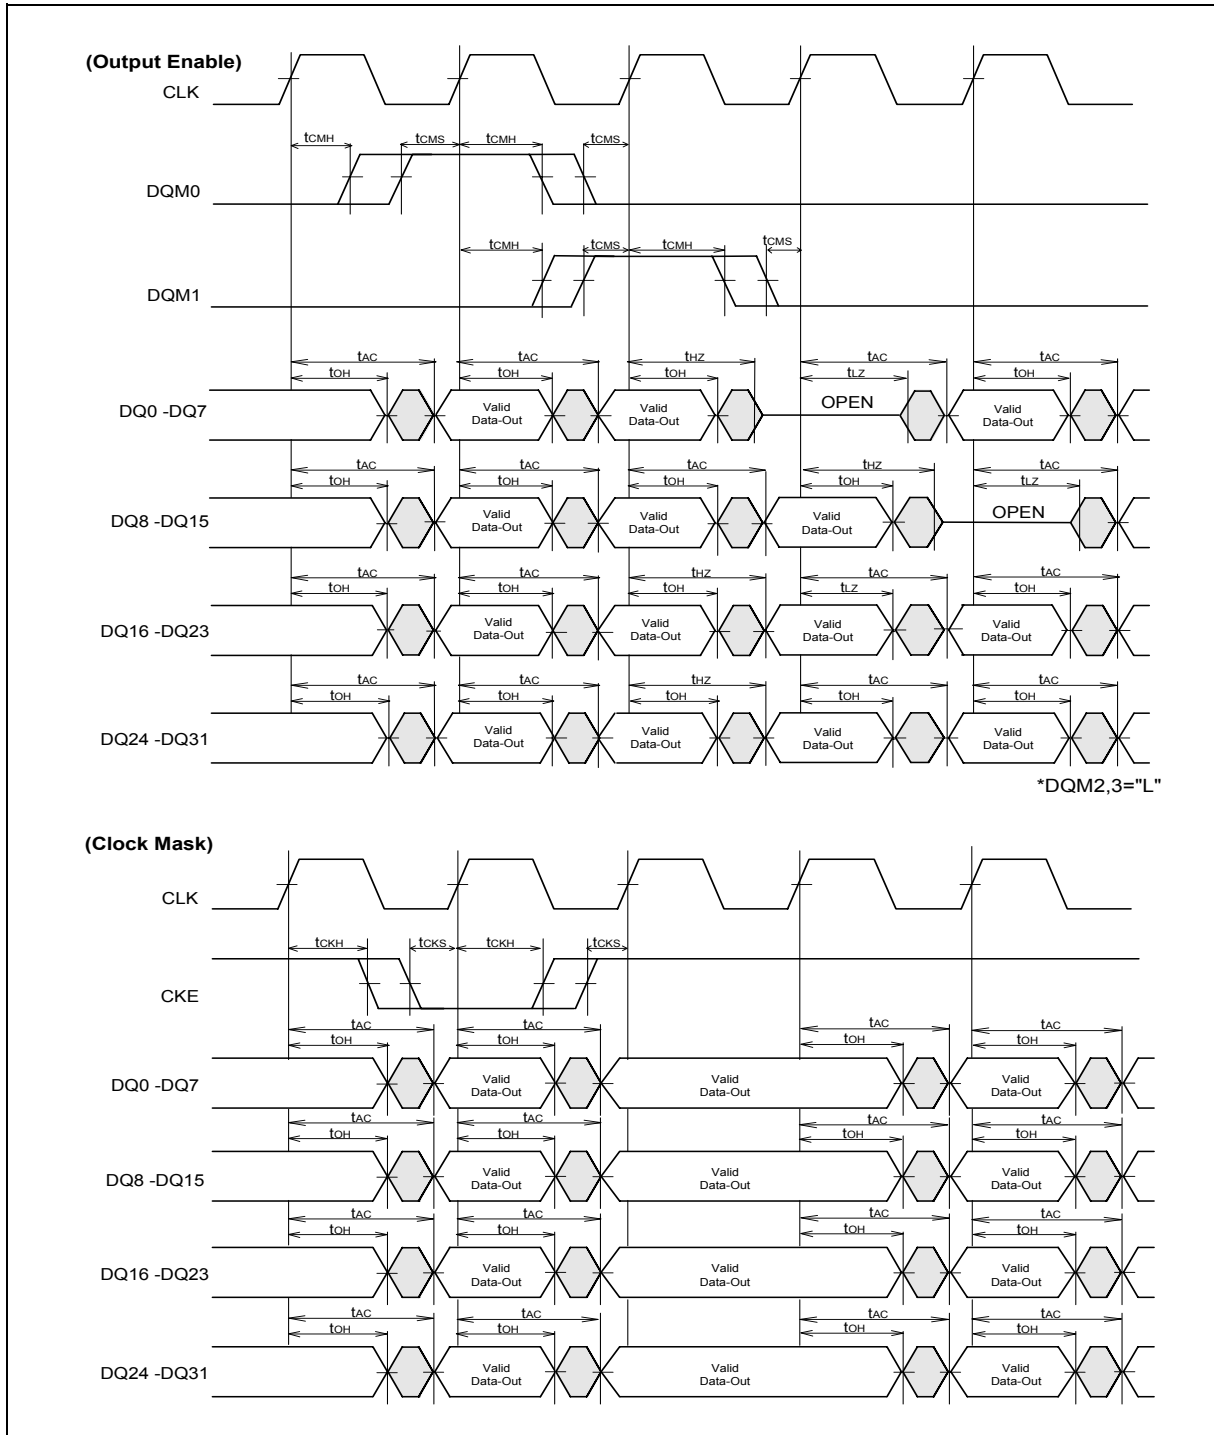 (Output Enable)
CLK
tCMH tCMS tCMH tCMS
DQM0
tCMH tCMS tCMH tCMS
DQM1
tAC tAC tHZ tAC tAC
tOH tOH tOH tLZ tOH
DQ0 -DQ7 Valid Data-Out Valid Data-Out OPEN Valid Data-Out
tAC tAC tAC tHZ tAC
tOH tOH tOH tOH tLZ
DQ8 -DQ15 Valid Data-Out Valid Data-Out Valid Data-Out OPEN
tAC tAC tHZ tAC tAC
tOH tOH tOH tLZ tOH
DQ16 -DQ23 Valid Data-Out Valid Data-Out Valid Data-Out Valid Data-Out
tAC tAC tHZ tAC tAC
tOH tOH tOH tOH tOH
DQ24 -DQ31 Valid Data-Out Valid Data-Out Valid Data-Out Valid Data-Out
*DQM2,3="L"
(Clock Mask)
CLK
tCKH tCKS tCKH tCKS
CKE
tAC tAC tAC tAC
tOH tOH tOH tOH
DQ0 -DQ7 Valid Data-Out Valid Data-Out Valid Data-Out
tAC tAC tAC tAC
tOH tOH tOH tOH
DQ8 -DQ15 Valid Data-Out Valid Data-Out Valid Data-Out
tAC tAC tAC tAC
tOH tOH tOH tOH
DQ16 -DQ23 Valid Data-Out Valid Data-Out Valid Data-Out
tAC tAC tAC tAC
tOH tOH tOH tOH
DQ24 -DQ31 Valid Data-Out Valid Data-Out Valid Data-Out